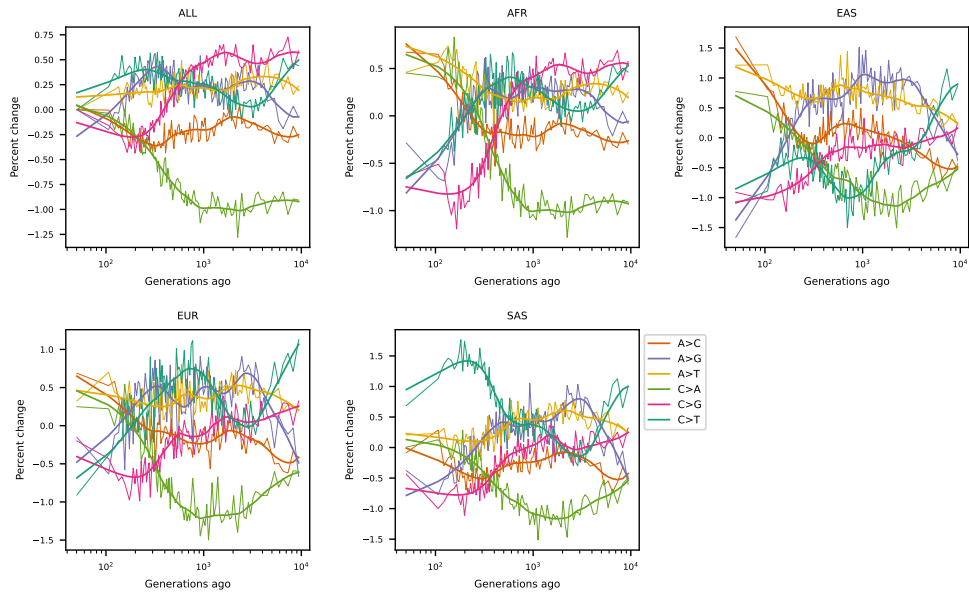 ALL
AFR
EAS
Percent change
0.75
0.50
0.25
0.00
−0.25
−0.50
−0.75
−1.00
−1.25
10²
10³
10⁴
Generations ago
Percent change
0.5
0.0
−0.5
−1.0
10²
10³
10⁴
Generations ago
Percent change
1.5
1.0
0.5
0.0
−0.5
−1.0
−1.5
10²
10³
10⁴
Generations ago
EUR
SAS
Percent change
1.0
0.5
0.0
−0.5
−1.0
−1.5
10²
10³
10⁴
Generations ago
Percent change
1.5
1.0
0.5
0.0
−0.5
−1.0
−1.5
10²
10³
10⁴
Generations ago
A>C
A>G
A>T
C>A
C>G
C>T